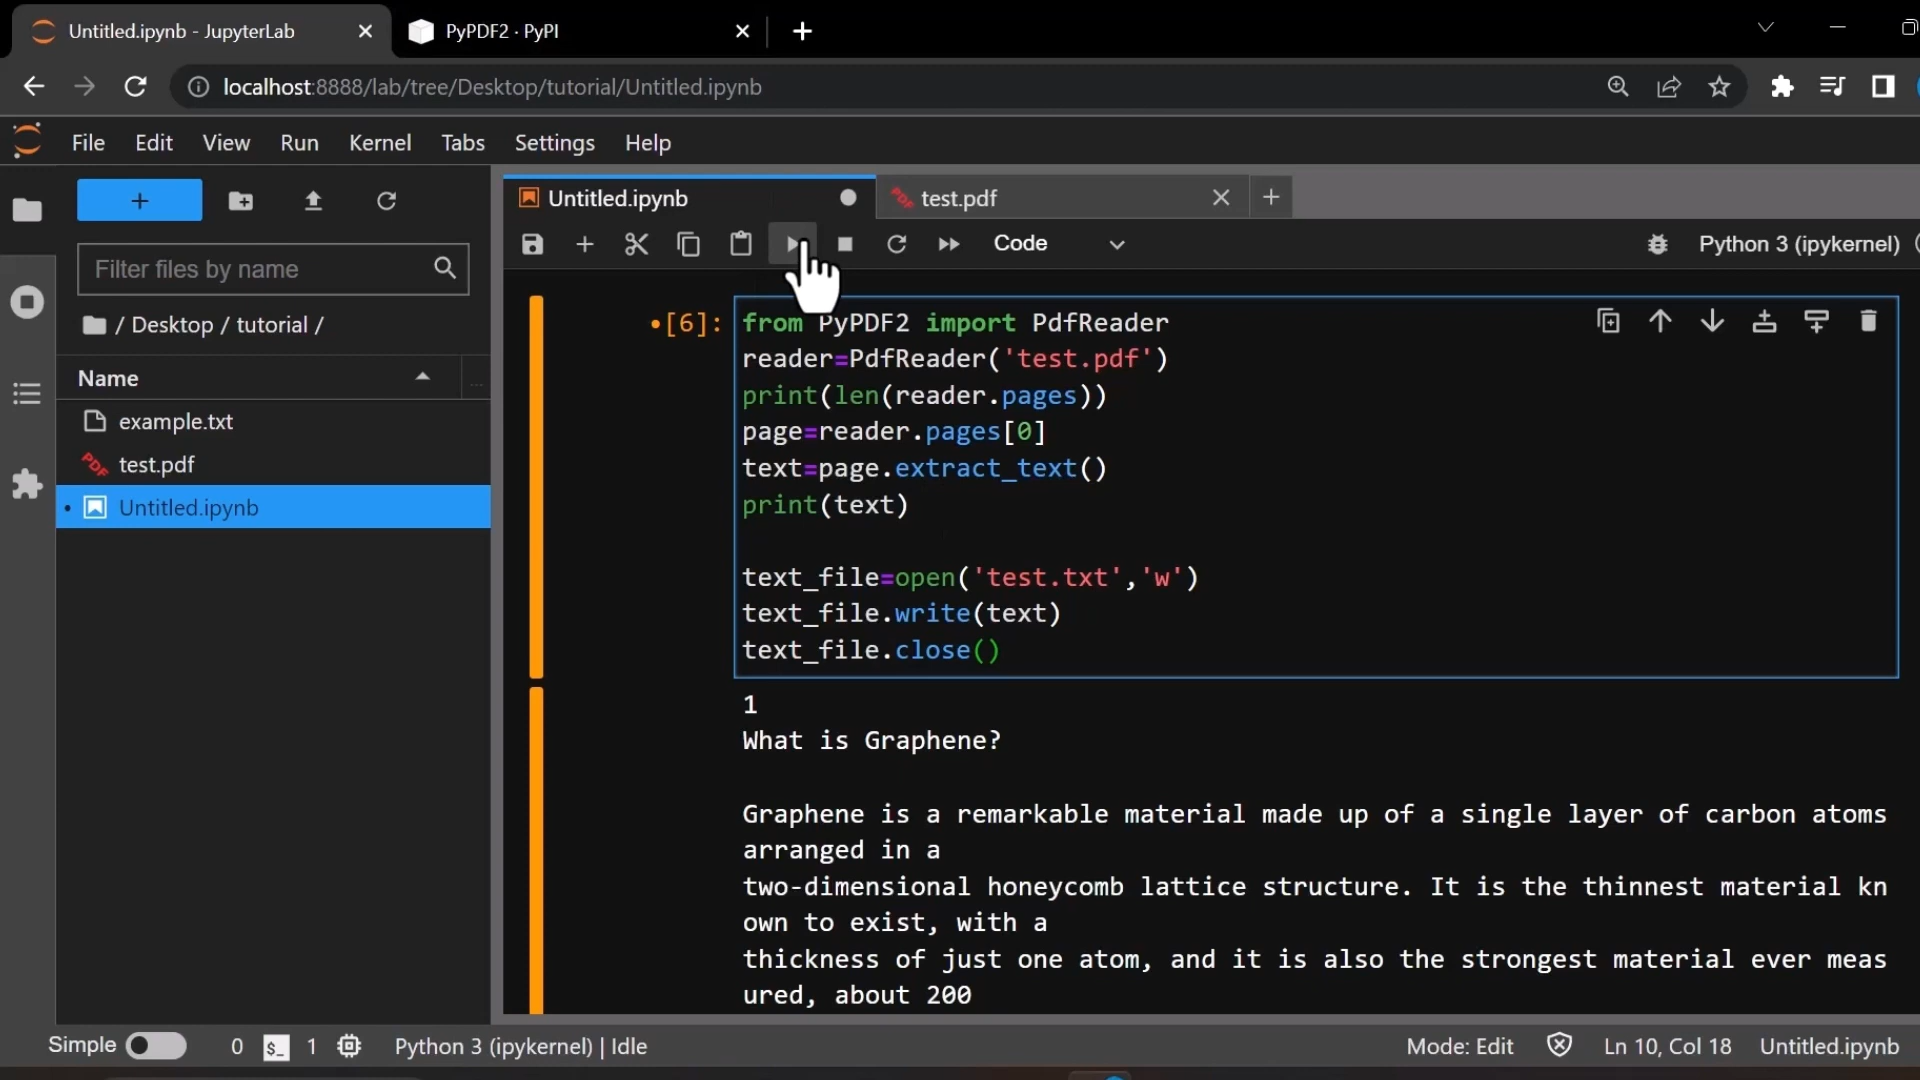 Untitled.ipynb - JupyterLab
PyPDF2 · PyPI
localhost:8888/lab/tree/Desktop/tutorial/Untitled.ipynb
File Edit View Run Kernel Tabs Settings Help
Untitled.ipynb
test.pdf
Code
Python 3 (ipykernel)
Filter files by name
/ Desktop / tutorial /
Name
...
example.txt
test.pdf
Untitled.ipynb
•[6]:
from PyPDF2 import PdfReader
reader=PdfReader('test.pdf')
print(len(reader.pages))
page=reader.pages[0]
text=page.extract_text()
print(text)
text_file=open('test.txt','w')
text_file.write(text)
text_file.close()
1
What is Graphene?
Graphene is a remarkable material made up of a single layer of carbon atoms
arranged in a
two-dimensional honeycomb lattice structure. It is the thinnest material kn
own to exist, with a
thickness of just one atom, and it is also the strongest material ever meas
ured, about 200
Simple 0 $_ 1 Python 3 (ipykernel) | Idle
Mode: Edit Ln 10, Col 18 Untitled.ipynb